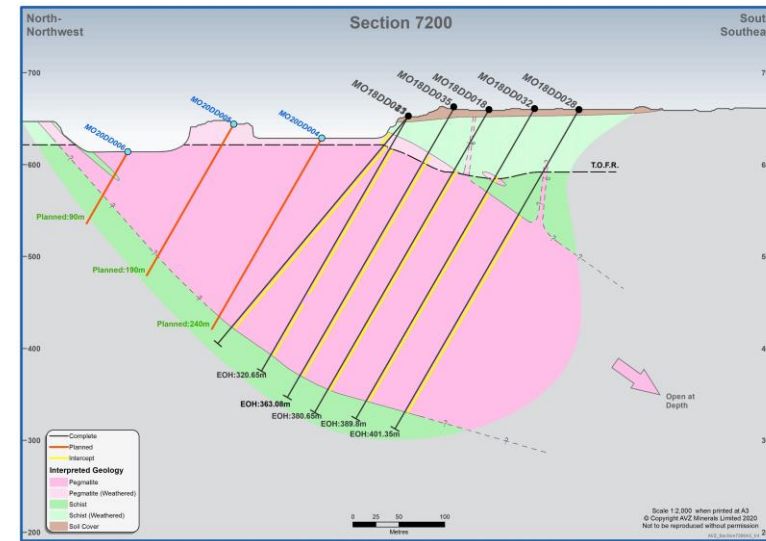 North-
Northwest
Section 7200
Sout
Southea
700
600
500
400
300
200
MO20DD006
MO20DD005
MO20DD004
MO18DD035
MO18DD018
MO18DD032
MO18DD028
T.O.F.R.
Planned:90m
Planned:190m
Planned:240m
EOH:320.65m
EOH:363.08m
EOH:380.65m
EOH:389.8m
EOH:401.35m
Open at
Depth
Complete
Planned
Intercept
Interpreted Geology
Pegmatite
Pegmatite (Weathered)
Schist
Schist (Weathered)
Soil Cover
0 25 50 100
Metres
Scale 1:2,000 when printed at A3
© Copyright AVZ Minerals Limited 2020
Not to be reproduced without permission